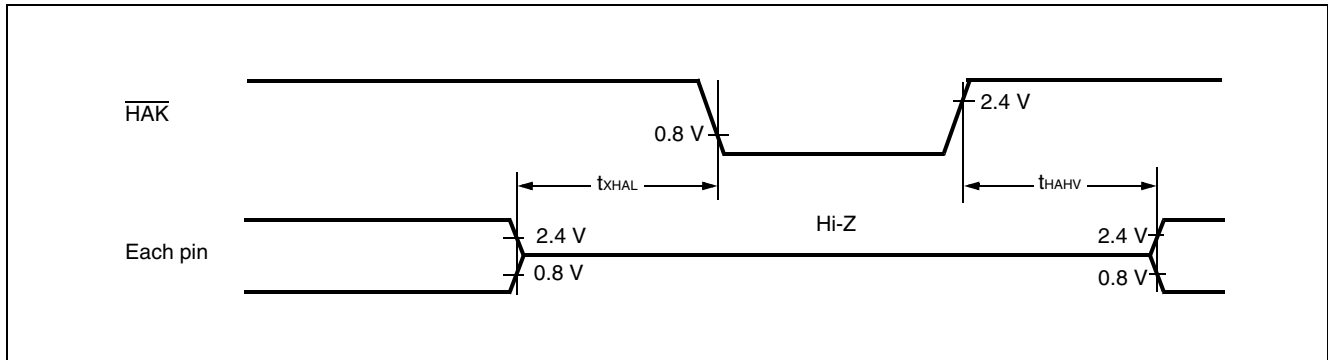 HAK
2.4 V
0.8 V
tXHAL
tHAHV
Hi-Z
Each pin
2.4 V
2.4 V
0.8 V
0.8 V